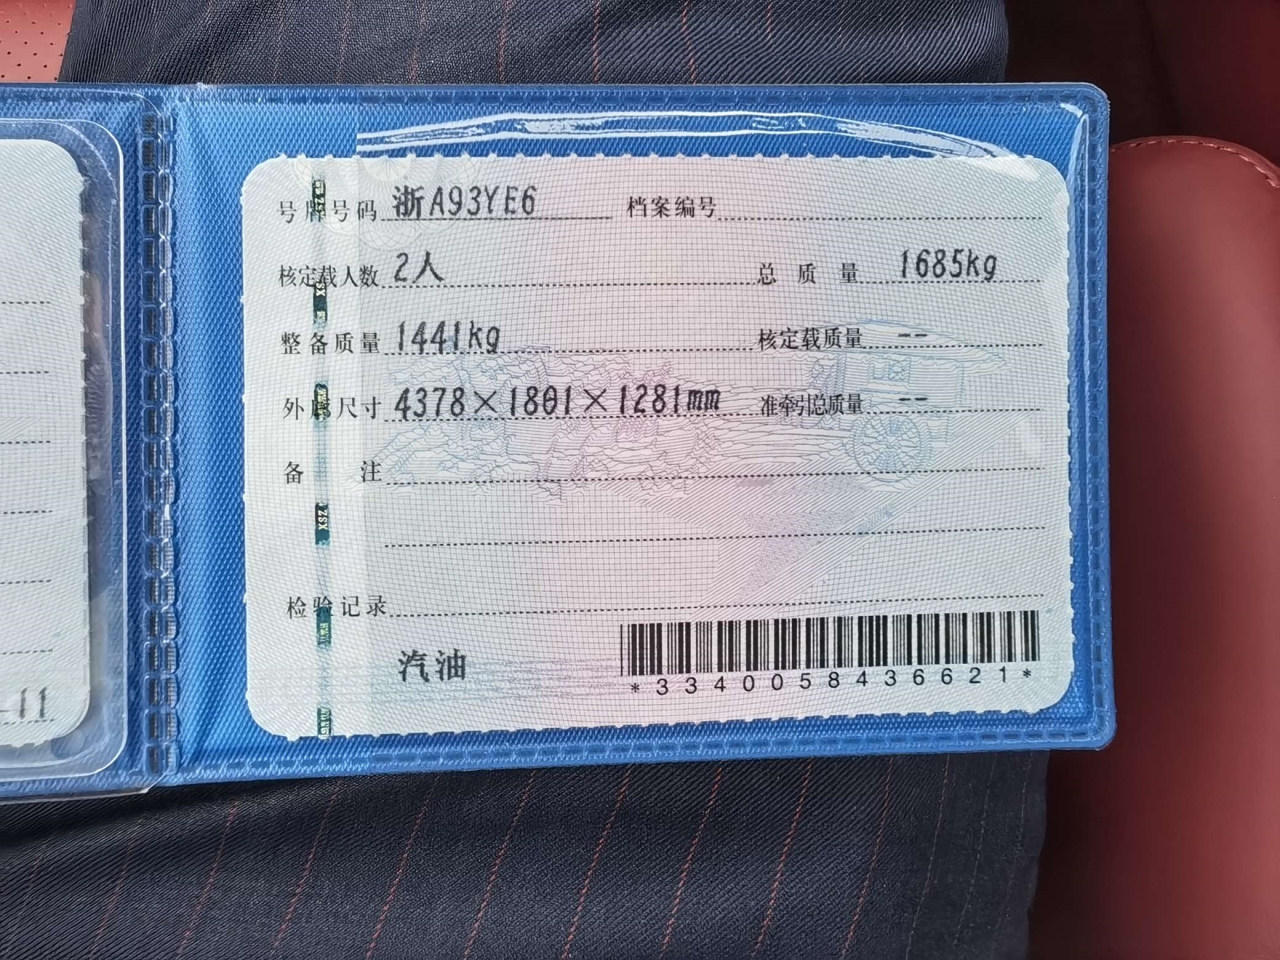 号牌号码 浙A93YE6 档案编号
核定载人数 2人 总质量 1685kg
整备质量 1441kg 核定载质量 --
外廓尺寸 4378×1801×1281mm 准牵引总质量 --
备注
检验记录
汽油
*3340058436621*
-11